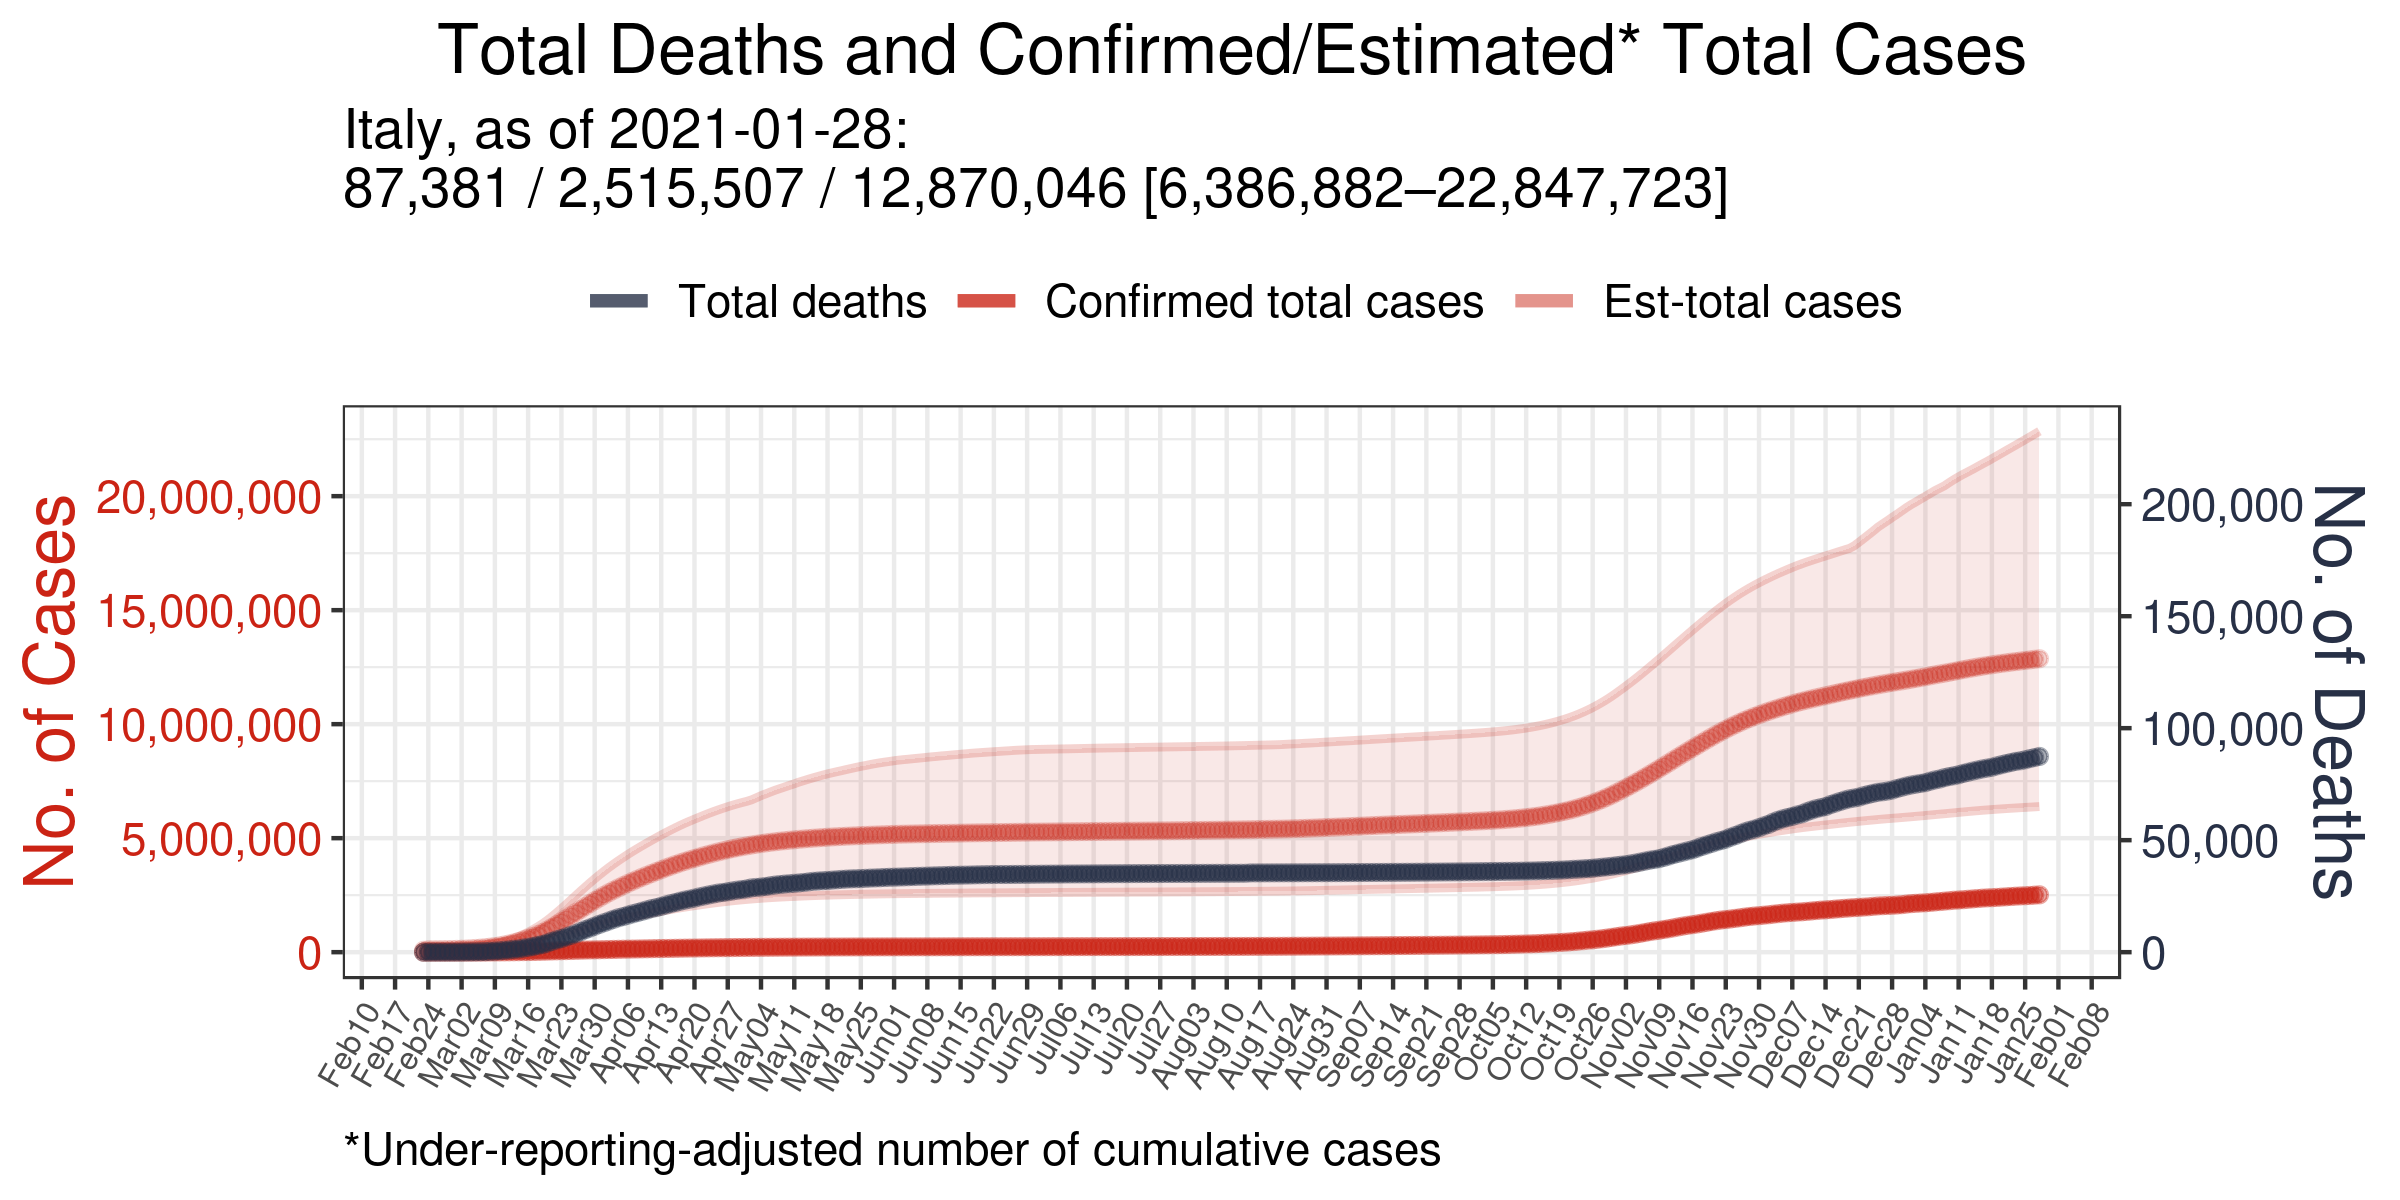 Total Deaths and Confirmed/Estimated* Total Cases
Italy, as of 2021-01-28:
87,381 / 2,515,507 / 12,870,046 [6,386,882–22,847,723]
Total deaths
Confirmed total cases
Est-total cases
No. of Cases
20,000,000
15,000,000
10,000,000
5,000,000
0
200,000
150,000
100,000
50,000
0
No. of Deaths
Feb10
Feb17
Feb24
Mar02
Mar09
Mar16
Mar23
Mar30
Apr06
Apr13
Apr20
Apr27
May04
May11
May18
May25
Jun01
Jun08
Jun15
Jun22
Jun29
Jul06
Jul13
Jul20
Jul27
Aug03
Aug10
Aug17
Aug24
Aug31
Sep07
Sep14
Sep21
Sep28
Oct05
Oct12
Oct19
Oct26
Nov02
Nov09
Nov16
Nov23
Nov30
Dec07
Dec14
Dec21
Dec28
Jan04
Jan11
Jan18
Jan25
Feb01
Feb08
*Under-reporting-adjusted number of cumulative cases